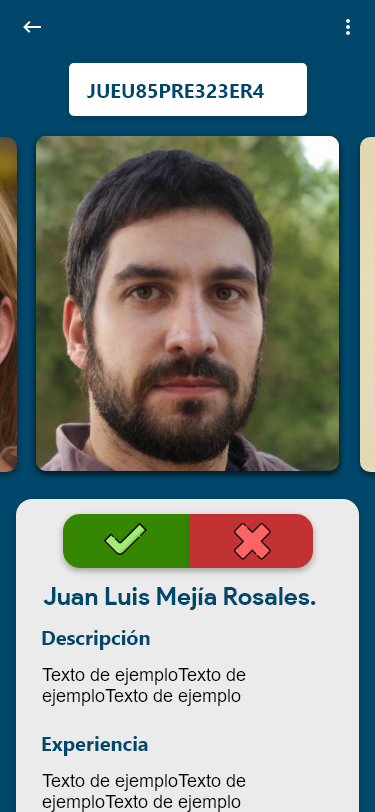 JUEU85PRE323ER4
Juan Luis Mejía Rosales.
Descripción
Texto de ejemploTexto de
ejemploTexto de ejemplo
Experiencia
Texto de ejemploTexto de
ejemploTexto de ejemplo